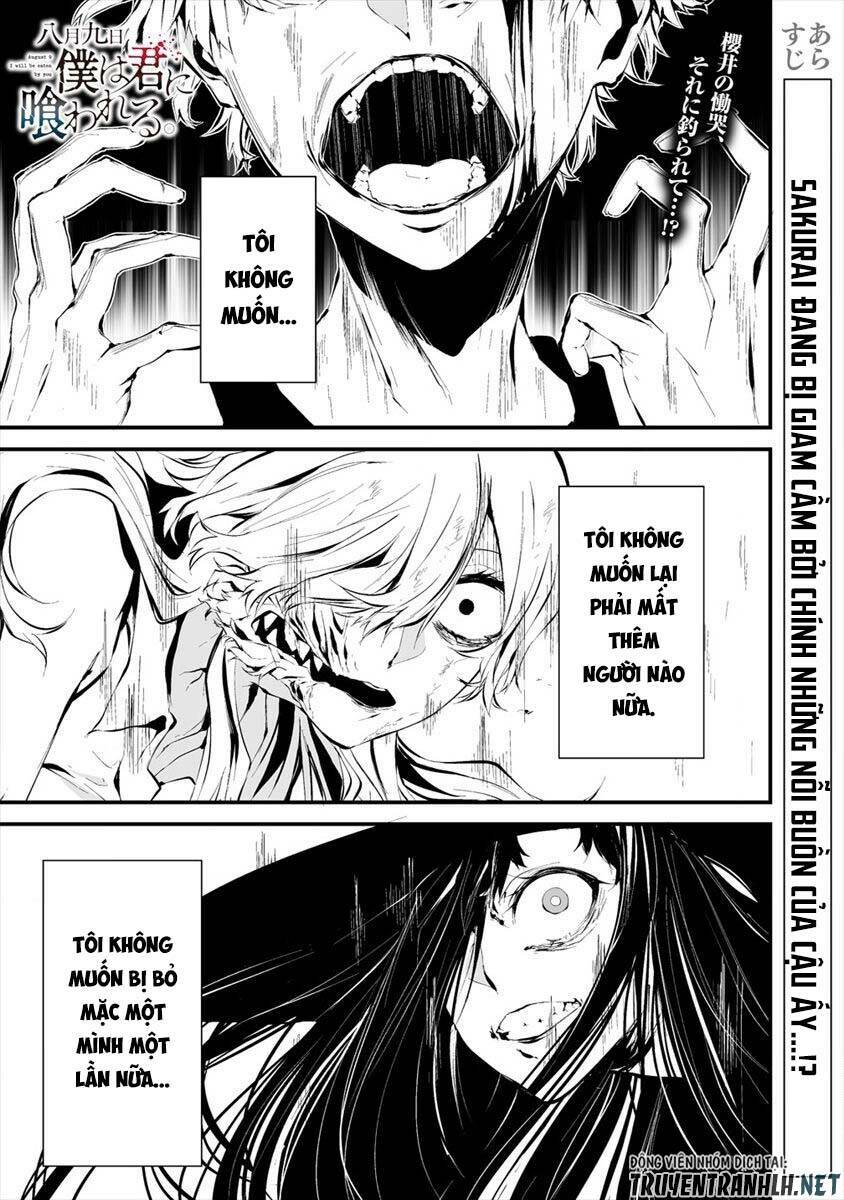 あら
すじ
SAKURAI ĐANG BỊ GIAM CẦM BỞI CHÍNH NHỮNG NỖI BUỒN CỦA CẬU ẤY....!?
櫻井の慟哭、
それに釣られて…!?
八月九日、
August 9
I will be eaten
by you
僕は君に
喰われる。
TÔI
KHÔNG
MUỐN...
TÔI KHÔNG
MUỐN LẠI
PHẢI MẤT
THÊM
NGƯỜI NÀO
NỮA.
TÔI KHÔNG
MUỐN BỊ BỎ
MẶC MỘT
MÌNH MỘT
LẦN NỮA...
ĐỘNG VIÊN NHÓM DỊCH TẠI:
TRUYENTRANHLH.NET